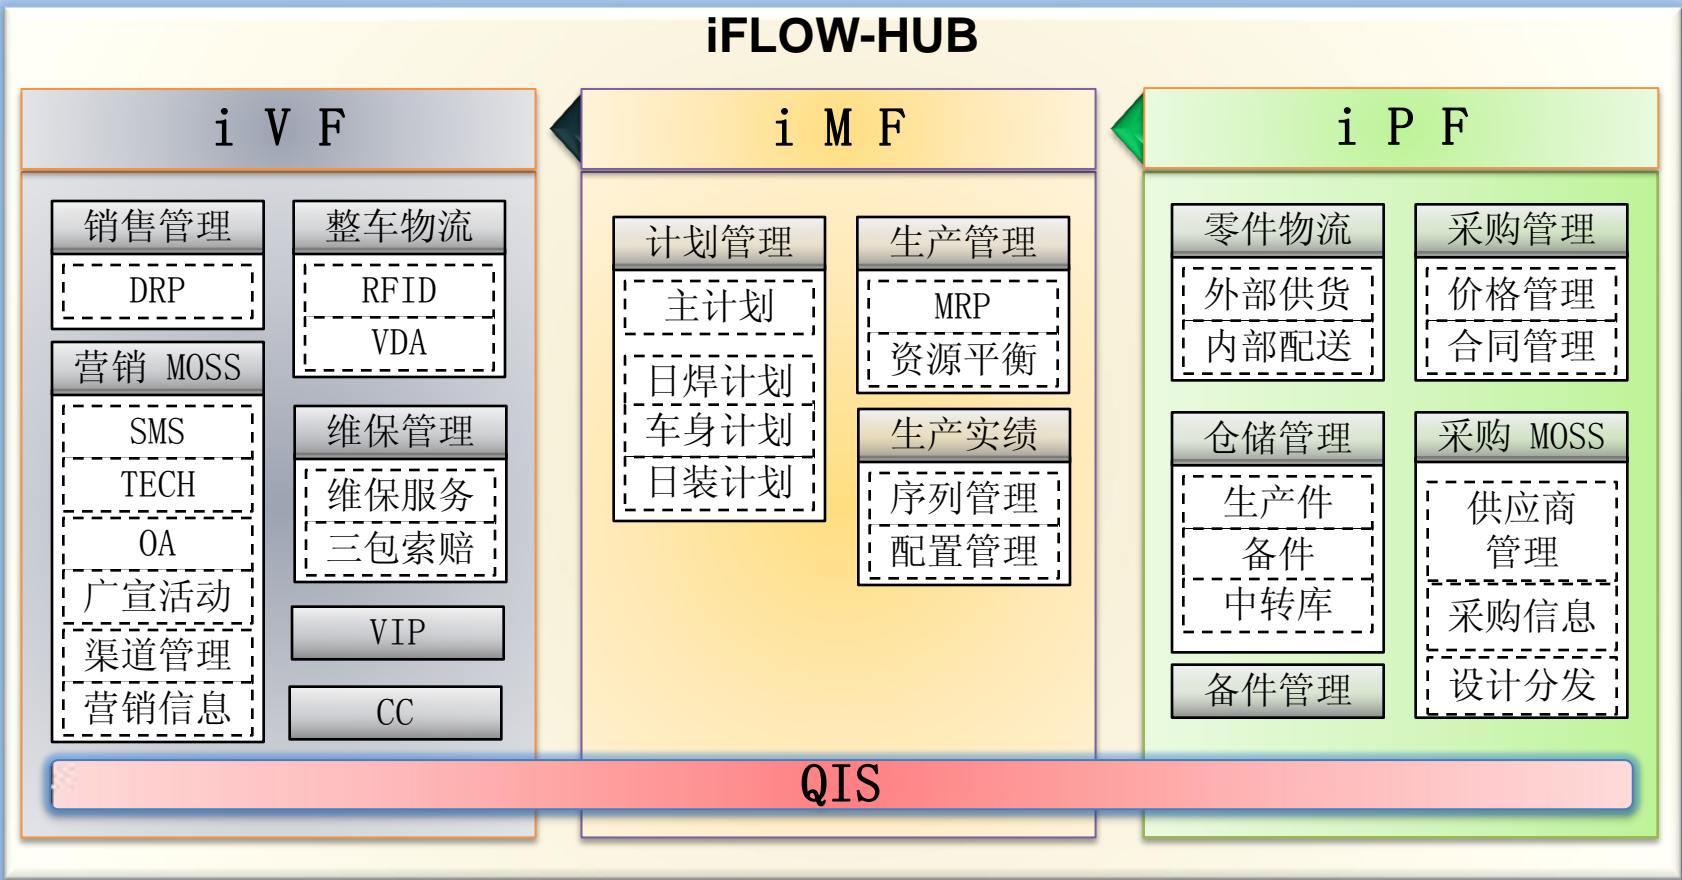 iFLOW-HUB
iVF
销售管理
DRP
营销 MOSS
SMS
TECH
OA
广宣活动
渠道管理
营销信息
整车物流
RFID
VDA
维保管理
维保服务
三包索赔
VIP
CC
iMF
计划管理
主计划
日焊计划
车身计划
日装计划
生产管理
MRP
资源平衡
生产实绩
序列管理
配置管理
iPF
零件物流
外部供货
内部配送
仓储管理
生产件
备件
中转库
备件管理
采购管理
价格管理
合同管理
采购 MOSS
供应商
管理
采购信息
设计分发
QIS